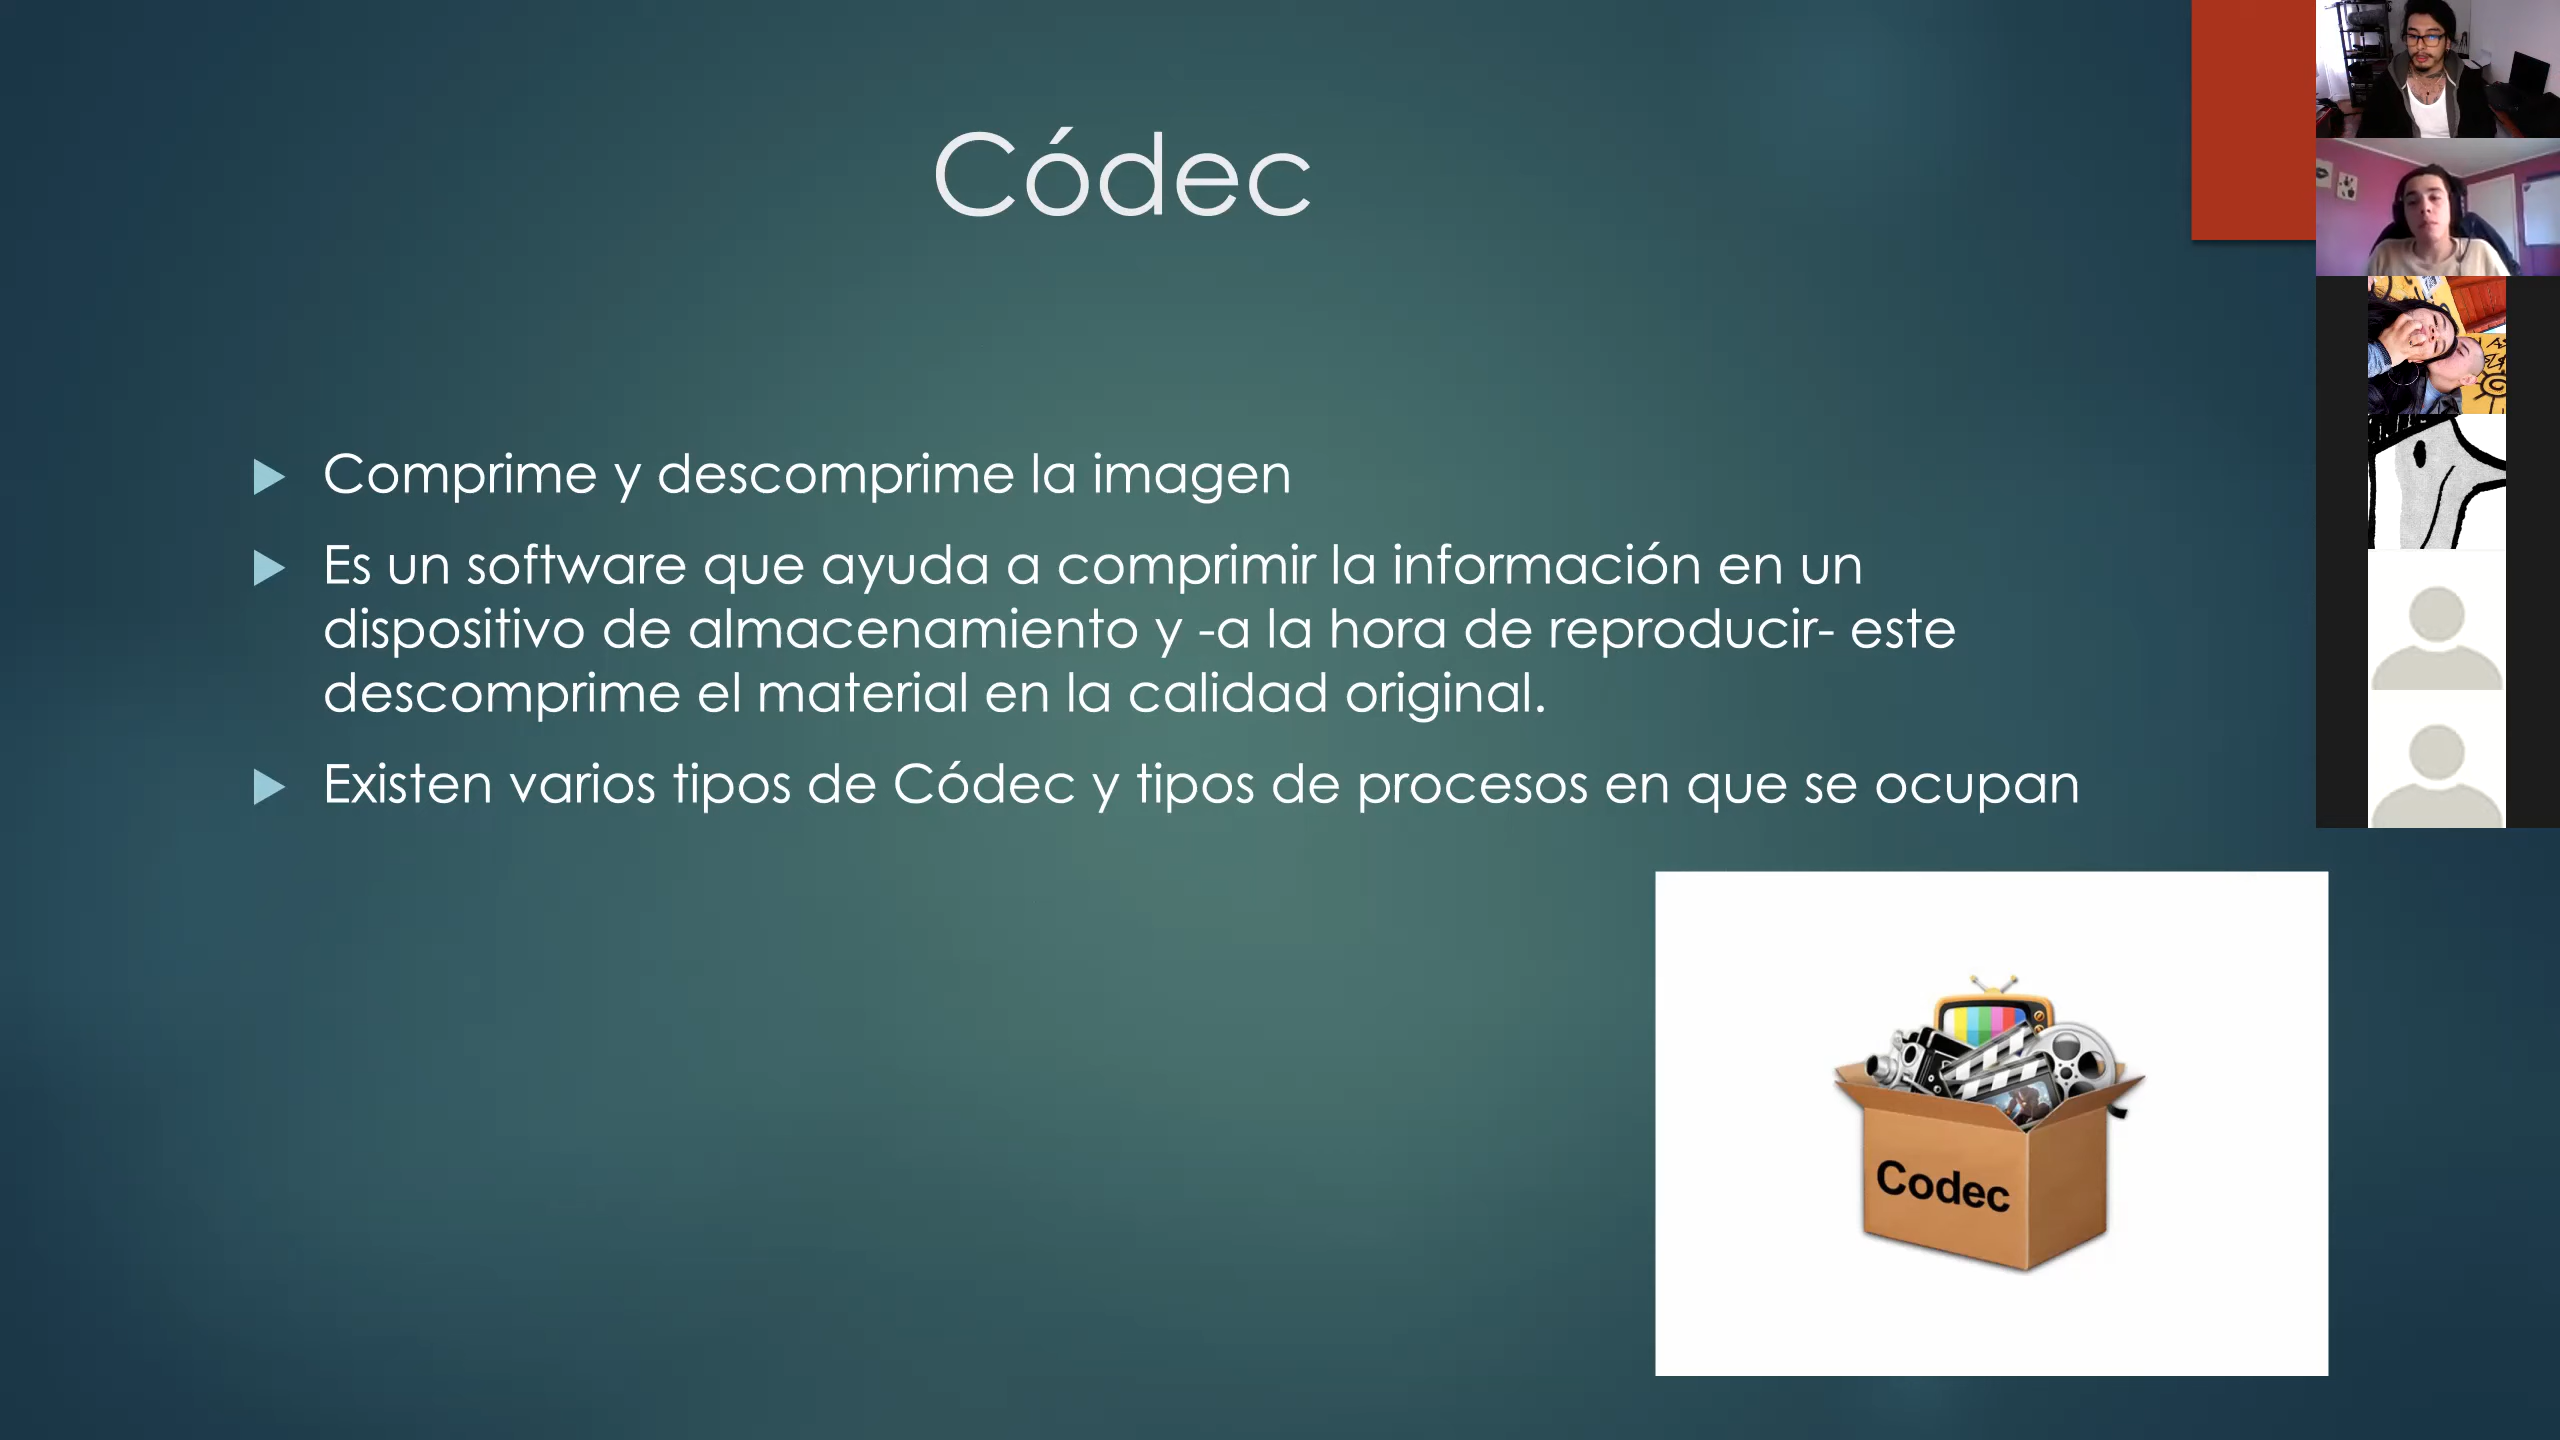 Códec
Comprime y descomprime la imagen
Es un software que ayuda a comprimir la información en un
dispositivo de almacenamiento y -a la hora de reproducir- este
descomprime el material en la calidad original.
Existen varios tipos de Códec y tipos de procesos en que se ocupan
Codec